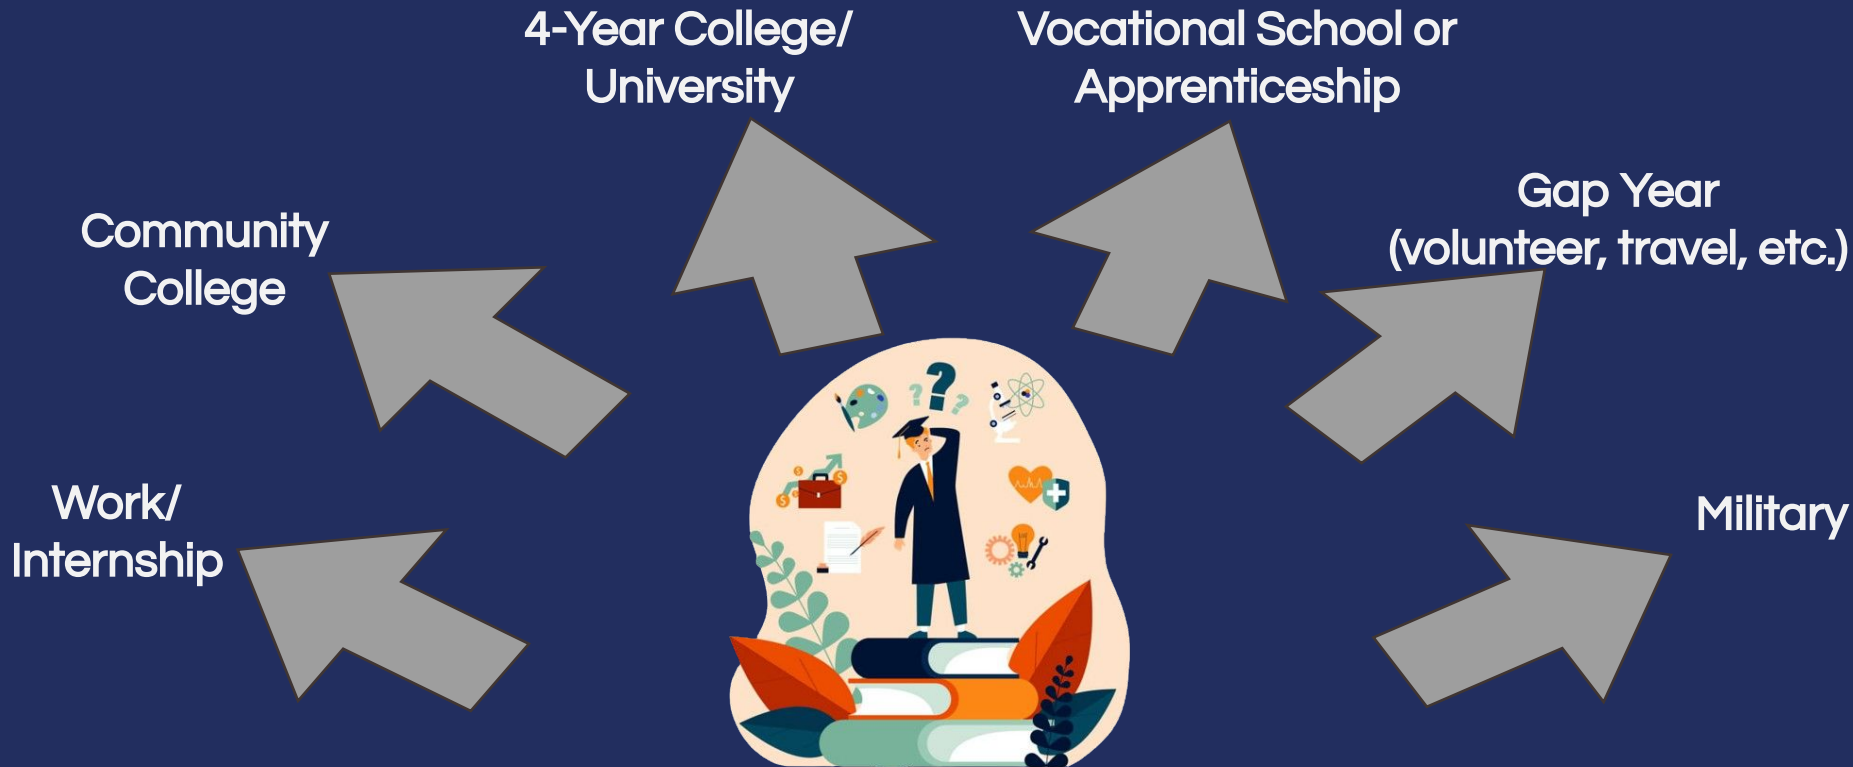 4-Year College/
University
Vocational School or
Apprenticeship
Gap Year
(volunteer, travel, etc.)
Community
College
Work/
Internship
Military